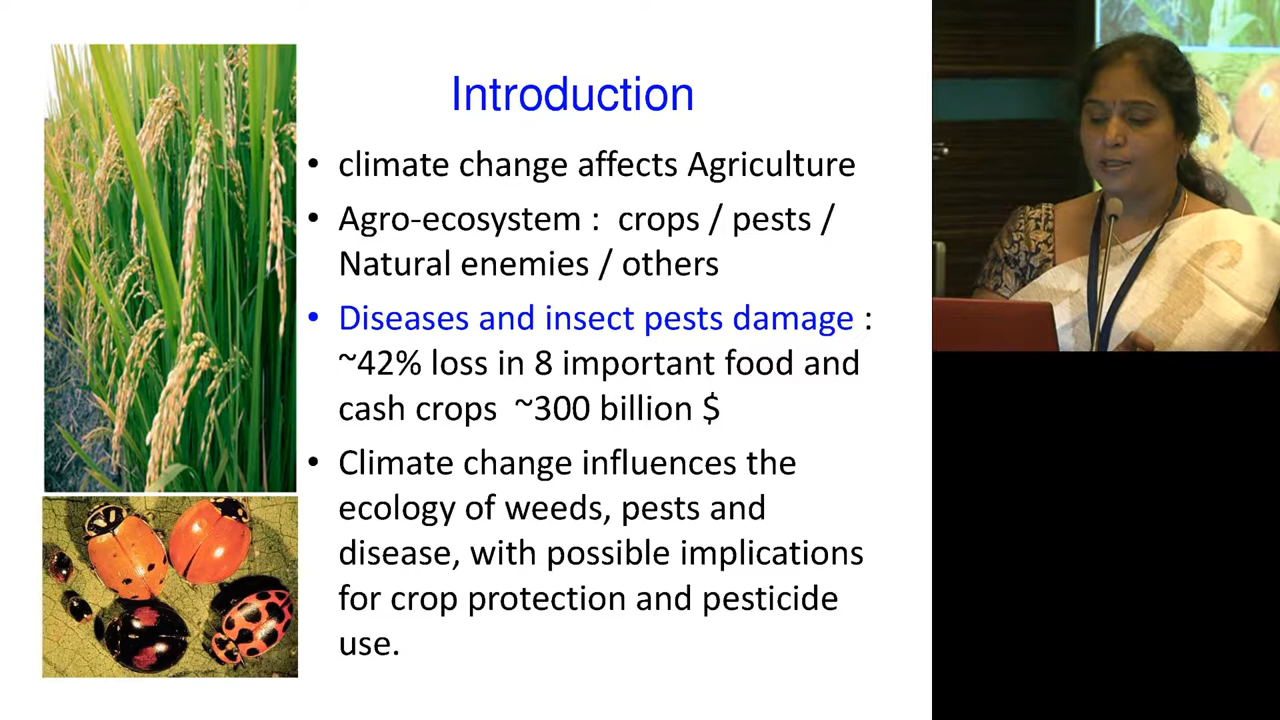 Introduction
• climate change affects Agriculture
• Agro-ecosystem : crops / pests /
Natural enemies / others
• Diseases and insect pests damage :
~42% loss in 8 important food and
cash crops ~300 billion $
• Climate change influences the
ecology of weeds, pests and
disease, with possible implications
for crop protection and pesticide
use.